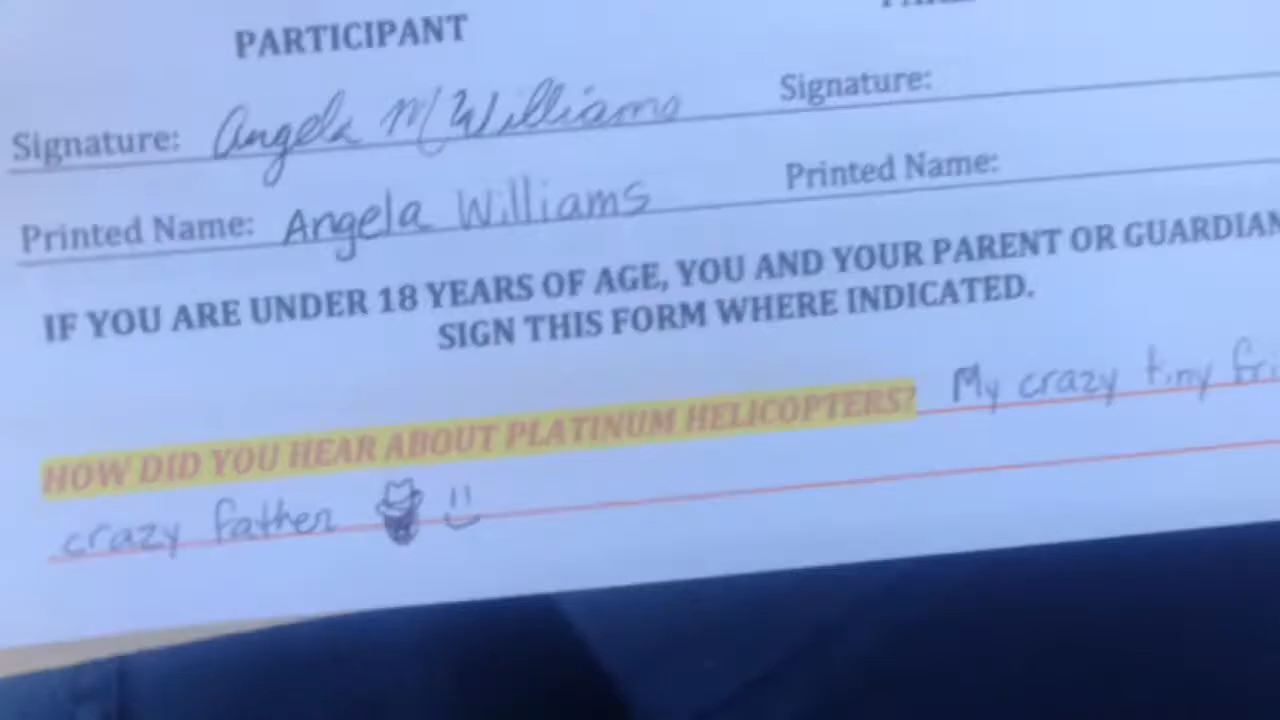 PARTICIPANT
Signature: Angela M Williams Signature:
Printed Name: Angela Williams Printed Name:
IF YOU ARE UNDER 18 YEARS OF AGE, YOU AND YOUR PARENT OR GUARDIAN
SIGN THIS FORM WHERE INDICATED.
HOW DID YOU HEAR ABOUT PLATINUM HELICOPTERS? My crazy tiny fri
crazy father